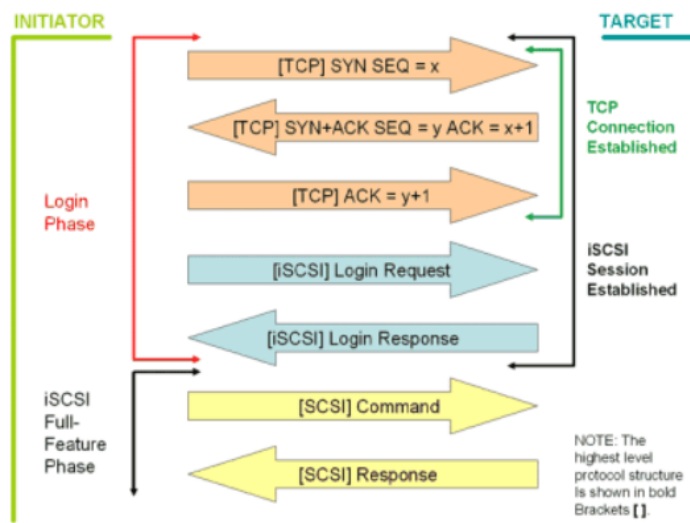 INITIATOR
TARGET
[TCP] SYN SEQ = x
[TCP] SYN+ACK SEQ = y ACK = x+1
TCP
Connection
Established
[TCP] ACK = y+1
Login
Phase
[iSCSI] Login Request
iSCSI
Session
Established
[iSCSI] Login Response
iSCSI
Full-
Feature
Phase
[SCSI] Command
[SCSI] Response
NOTE: The
highest level
protocol structure
Is shown in bold
Brackets [ ].